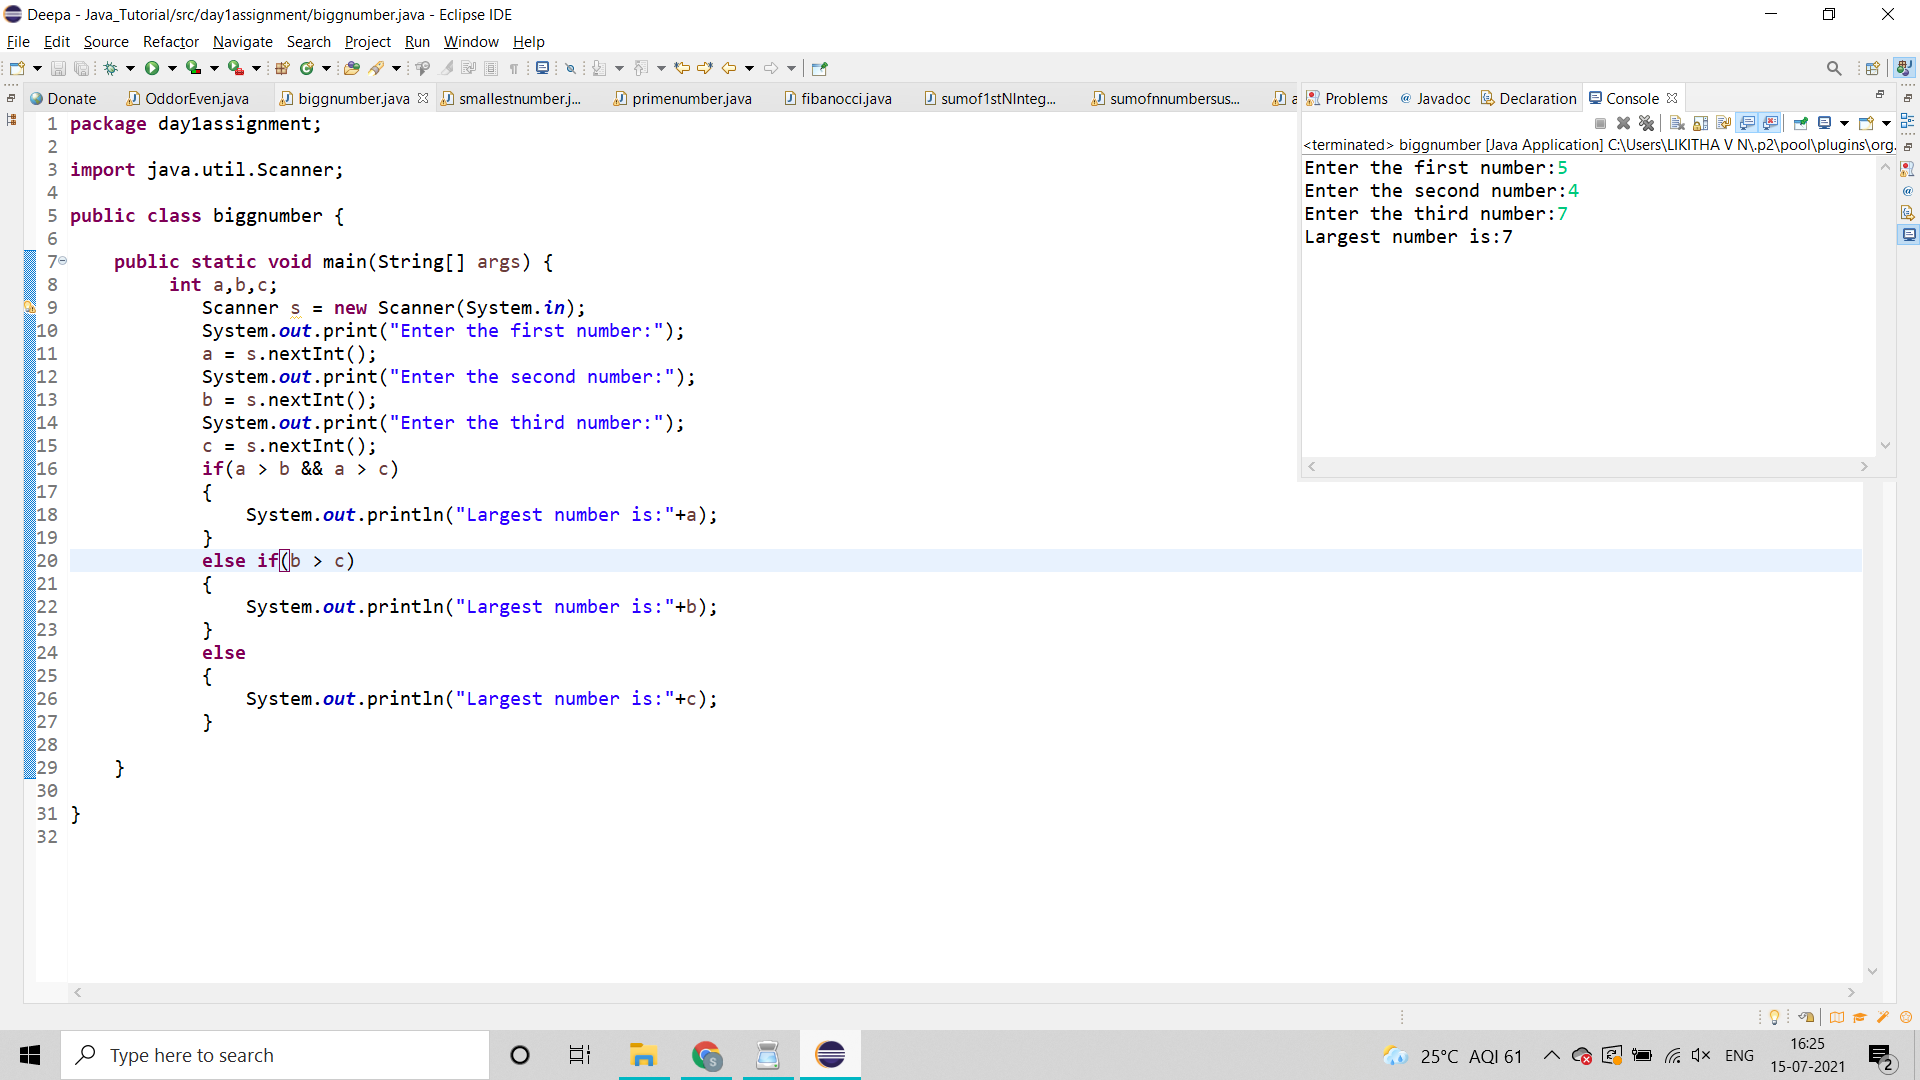 Deepa - Java_Tutorial/src/day1assignment/biggnumber.java - Eclipse IDE
File Edit Source Refactor Navigate Search Project Run Window Help
Donate OddorEven.java biggnumber.java smallestnumber.j... primenumber.java fibanocci.java sumof1stNInteg... sumofnnumbersus... a
1 package day1assignment;
2
3 import java.util.Scanner;
4
5 public class biggnumber {
6
7 public static void main(String[] args) {
8 int a,b,c;
9 Scanner s = new Scanner(System.in);
10 System.out.print("Enter the first number:");
11 a = s.nextInt();
12 System.out.print("Enter the second number:");
13 b = s.nextInt();
14 System.out.print("Enter the third number:");
15 c = s.nextInt();
16 if(a > b && a > c)
17 {
18 System.out.println("Largest number is:"+a);
19 }
20 else if(b > c)
21 {
22 System.out.println("Largest number is:"+b);
23 }
24 else
25 {
26 System.out.println("Largest number is:"+c);
27 }
28
29 }
30
31 }
32
Problems @ Javadoc Declaration Console
<terminated> biggnumber [Java Application] C:\Users\LIKITHA V N\.p2\pool\plugins\org.
Enter the first number:5
Enter the second number:4
Enter the third number:7
Largest number is:7
Type here to search
S
25°C AQI 61
ENG
16:25
15-07-2021
2